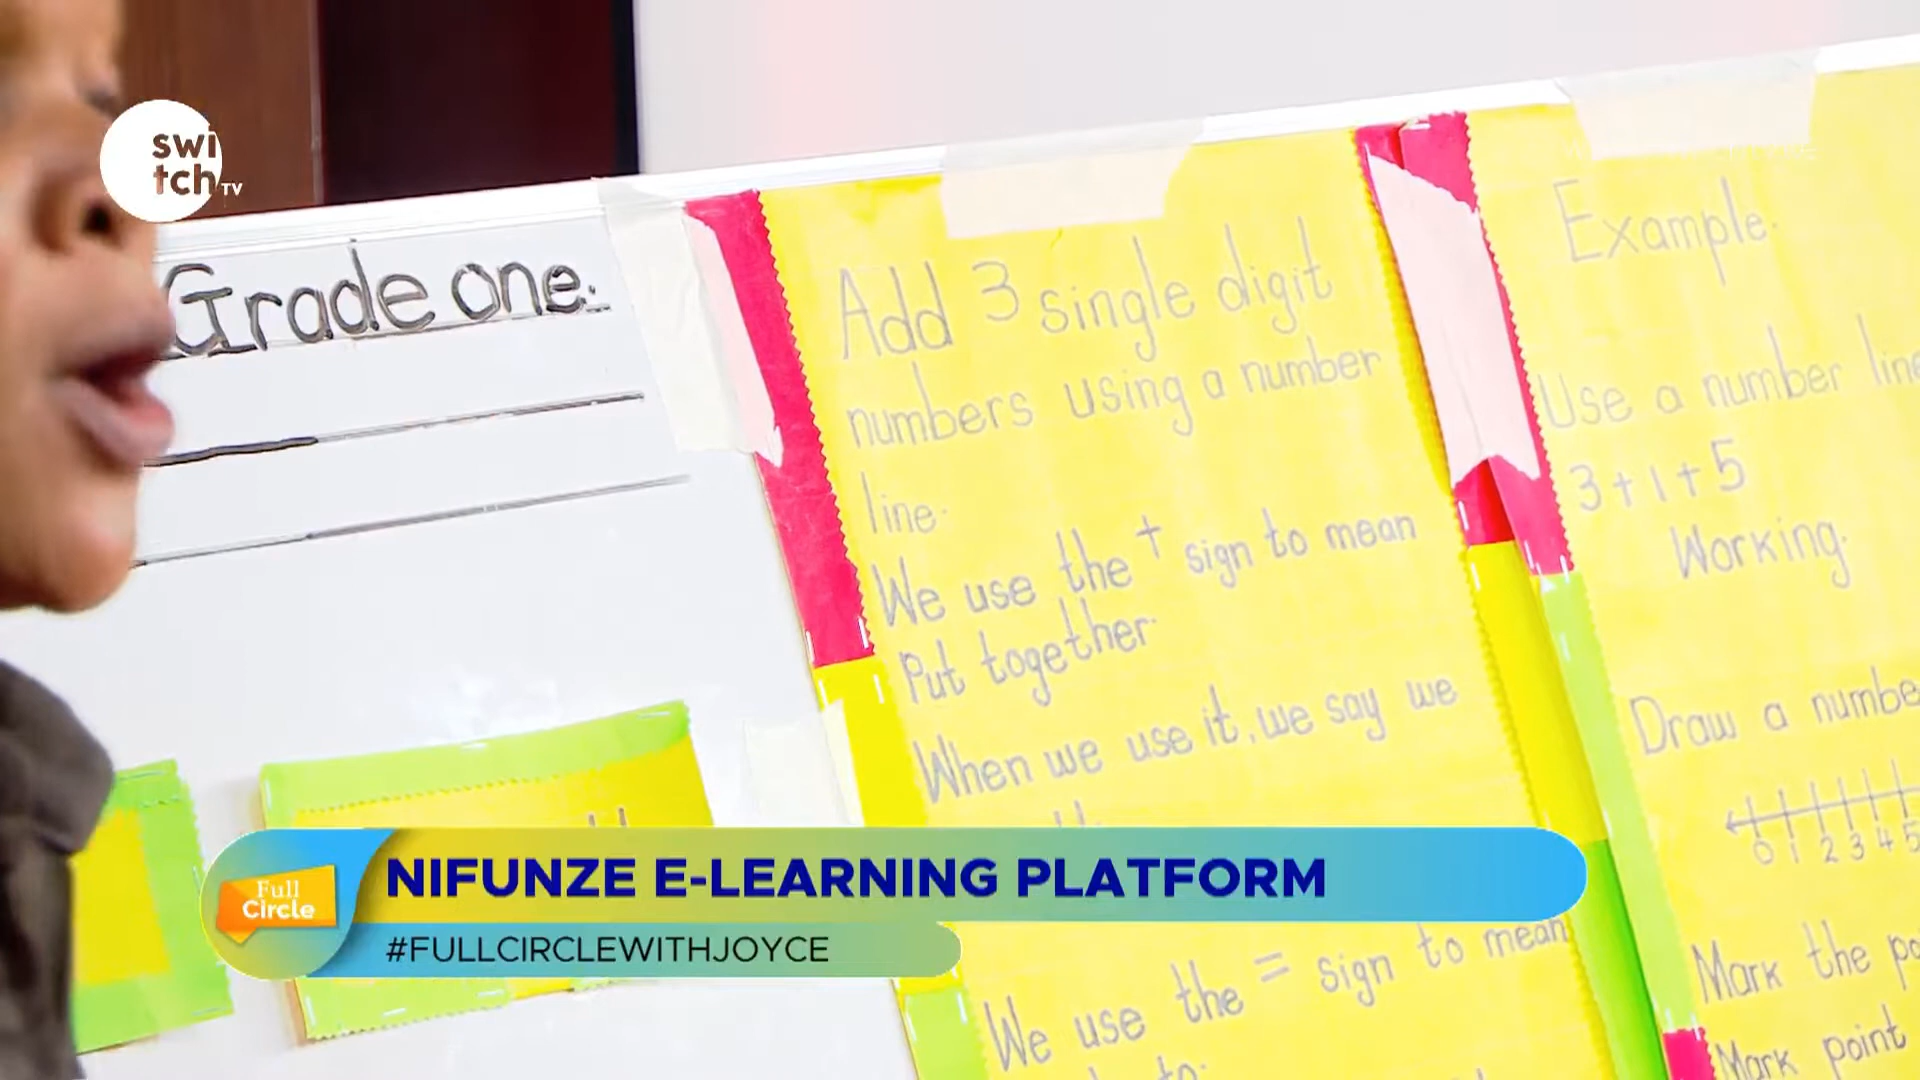 swi
tch TV
Grade one.
Add 3 single digit
numbers using a number
line.
We use the + sign to mean
Put together.
When we use it, we say we
We use the = sign to mean
to.
Example.
Use a number line
3+1+5
Working.
Draw a
0 1 2 3 4 5
Mark the
Mark point
Full
Circle
NIFUNZE E-LEARNING PLATFORM
#FULLCIRCLEWITHJOYCE